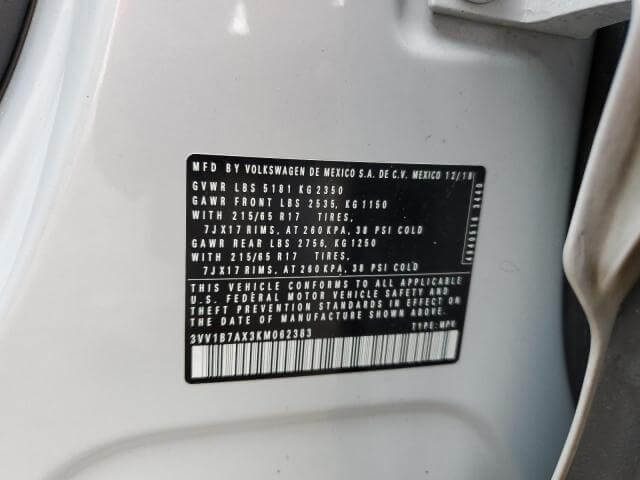 MFD BY VOLKSWAGEN DE MEXICO S.A. DE C.V. MEXICO 12/18
GVWR LBS 5181 KG 2350
GAWR FRONT LBS 2535, KG 1150
WITH 215/65 R17 TIRES,
7JX17 RIMS, AT 260 KPA, 38 PSI COLD
GAWR REAR LBS 2756, KG 1250
WITH 215/65 R17 TIRES,
7JX17 RIMS, AT 260 KPA, 38 PSI COLD
THIS VEHICLE CONFORMS TO ALL APPLICABLE
U.S. FEDERAL MOTOR VEHICLE SAFETY AND
THEFT PREVENTION STANDARDS IN EFFECT ON
THE DATE OF MANUFACTURE SHOWN ABOVE.
3VV1B7AX3KM062363 TYPE: MPV